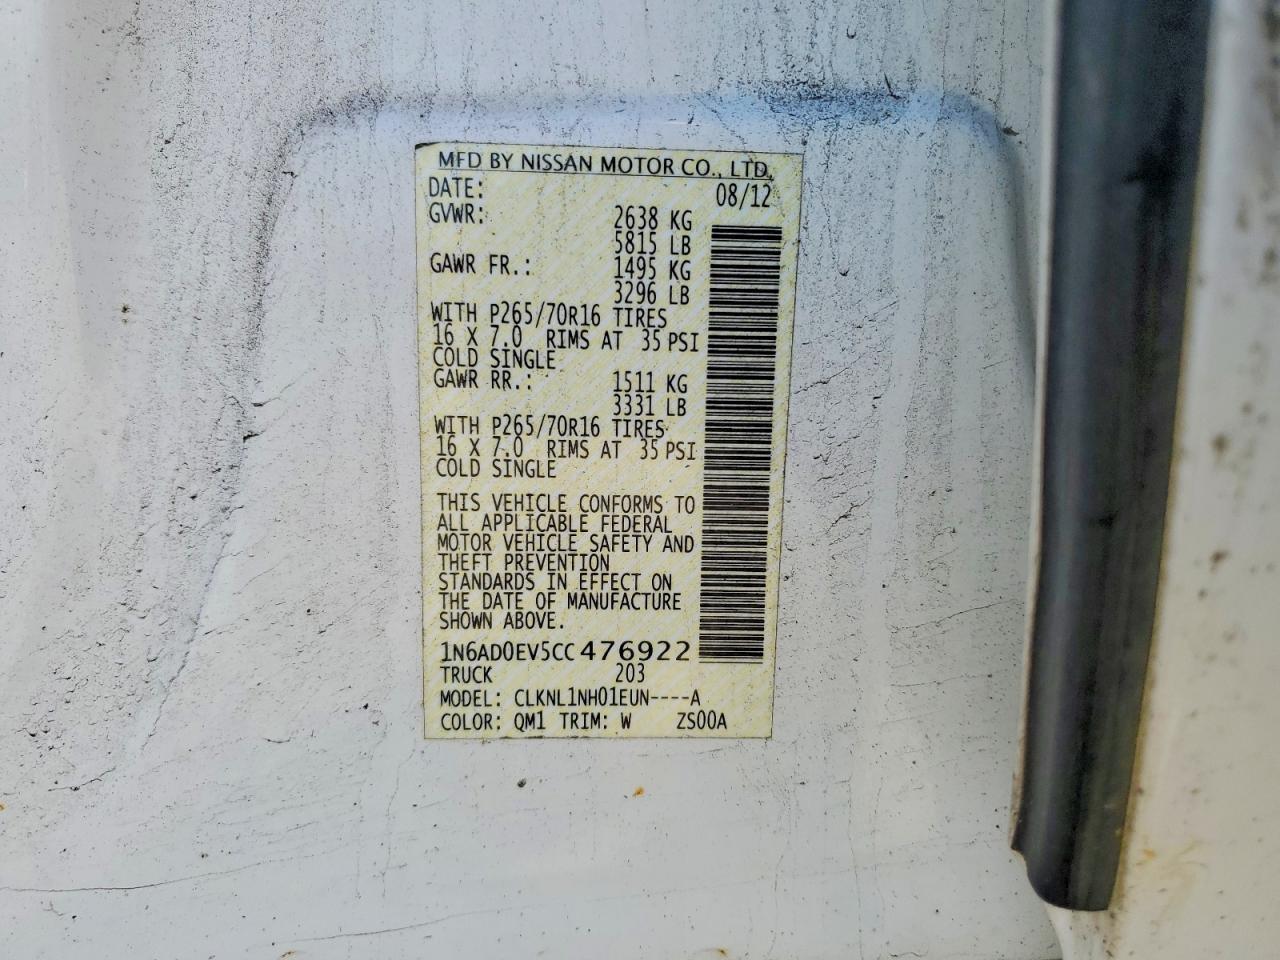 MFD BY NISSAN MOTOR CO., LTD.
DATE: 08/12
GVWR: 2638 KG
5815 LB
GAWR FR.: 1495 KG
3296 LB
WITH P265/70R16 TIRES
16 X 7.0 RIMS AT 35 PSI
COLD SINGLE
GAWR RR.: 1511 KG
3331 LB
WITH P265/70R16 TIRES
16 X 7.0 RIMS AT 35 PSI
COLD SINGLE
THIS VEHICLE CONFORMS TO
ALL APPLICABLE FEDERAL
MOTOR VEHICLE SAFETY AND
THEFT PREVENTION
STANDARDS IN EFFECT ON
THE DATE OF MANUFACTURE
SHOWN ABOVE.
1N6AD0EV5CC476922
TRUCK 203
MODEL: CLKNL1NH01EUN----A
COLOR: QM1 TRIM: W ZS00A